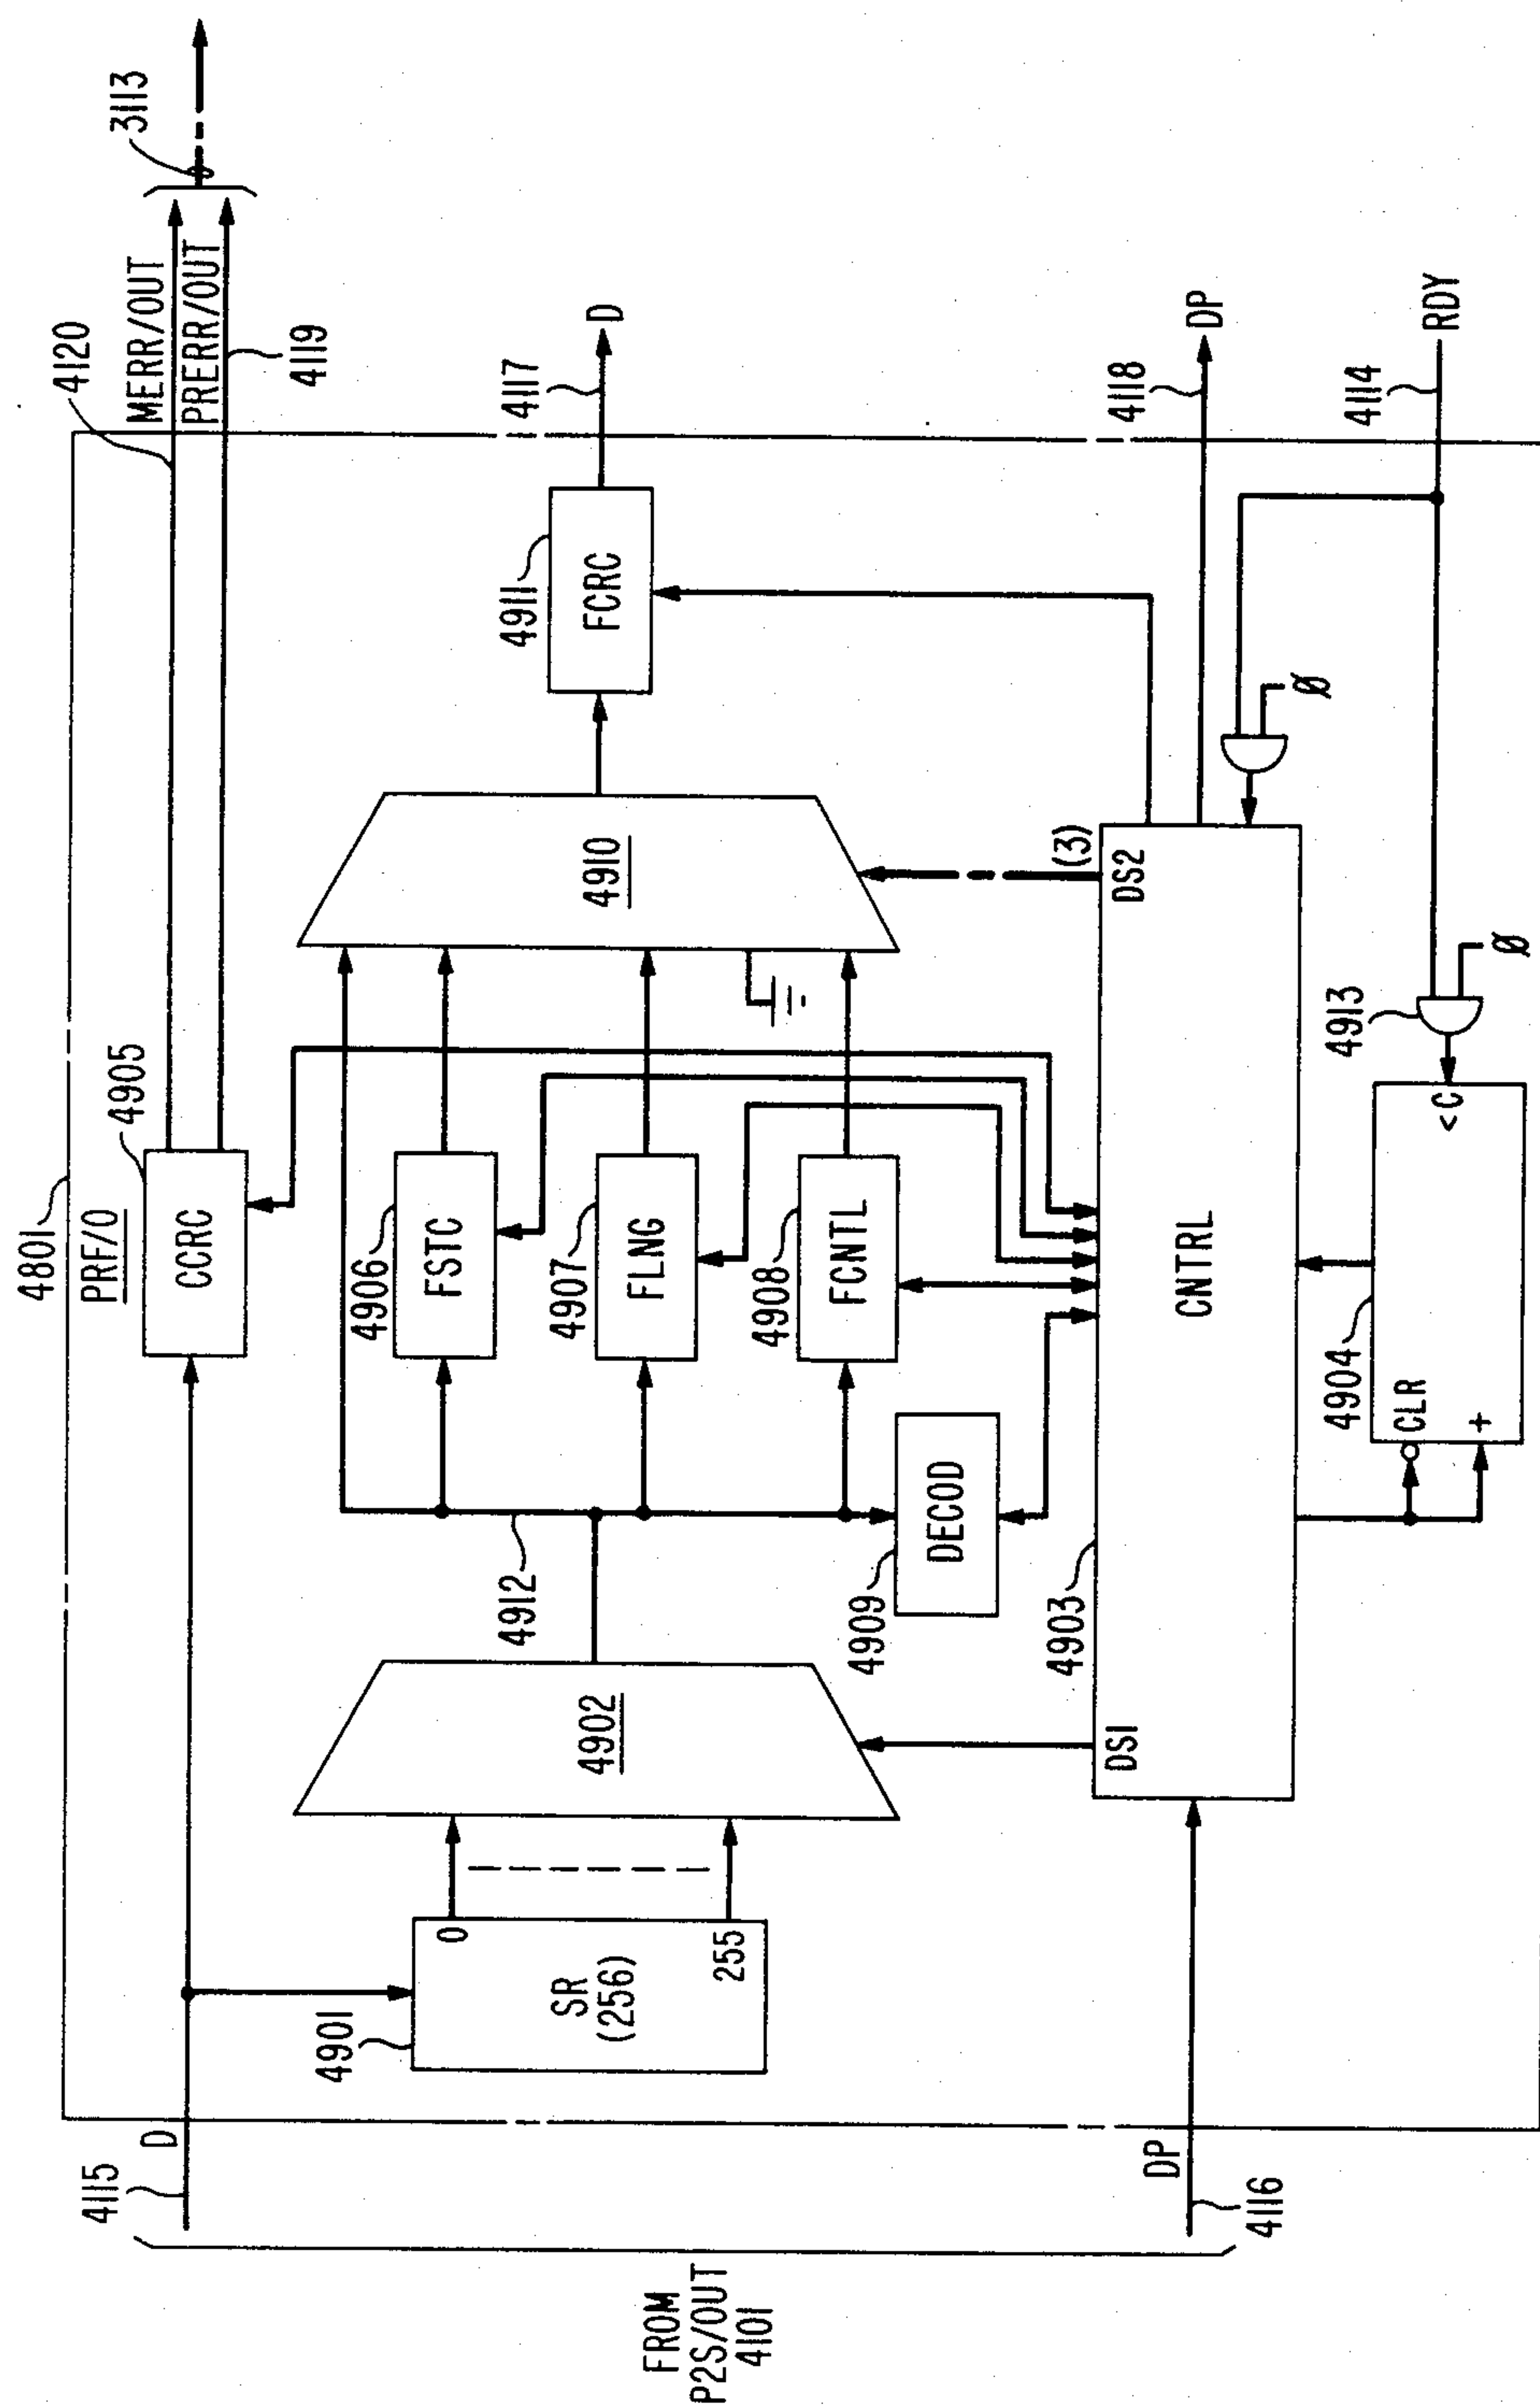 FROM
P2S/OUT
4101
4115
D
DP
4116
4901
0
SR
(256)
255
4902
DS1
4903
4912
4909
DECOD
4801
PRF/O
4905
CCRC
4906
FSTC
4907
FLNG
4908
FCNTL
CNTRL
4904
CLR
+
<C
4913
Ø
4910
(3)
DS2
Ø
4911
FCRC
4120
MERR/OUT
PRERR/OUT
4119
3113
4117
D
4118
DP
4114
RDY